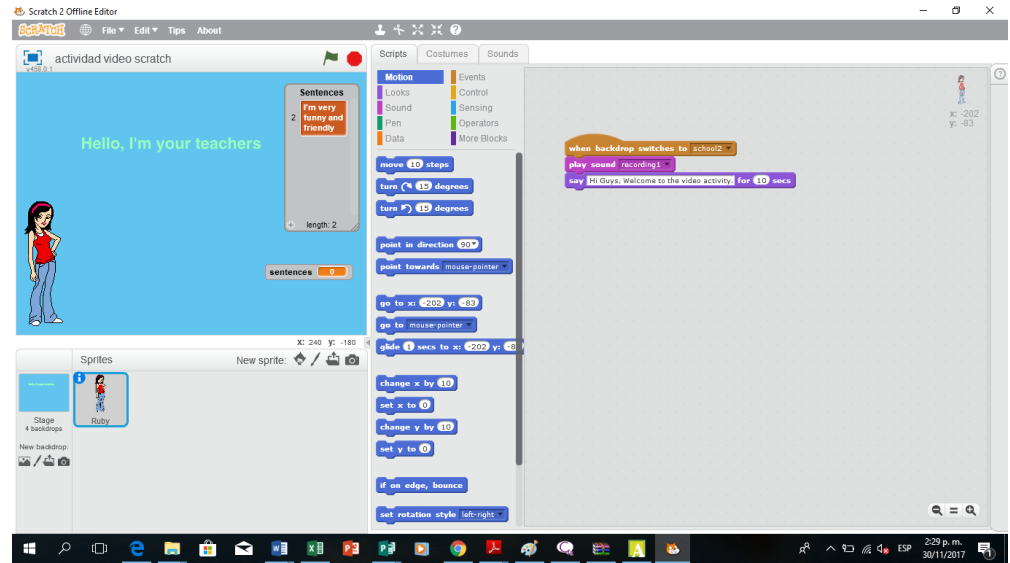 Scratch 2 Offline Editor
SCRATCH File Edit Tips About
actividad video scratch
v456.0.1
Hello, I'm your teachers
Sentences
2 I'm very funny and friendly
+ length: 2
sentences 0
X: 240 y: -180
Sprites New sprite:
Stage
4 backdrops
New backdrop:
Ruby
Scripts Costumes Sounds
Motion Events
Looks Control
Sound Sensing
Pen Operators
Data More Blocks
move 10 steps
turn 15 degrees
turn 15 degrees
point in direction 90
point towards mouse-pointer
go to x: -202 y: -83
go to mouse-pointer
glide 1 secs to x: -202 y: -8
change x by 10
set x to 0
change y by 10
set y to 0
if on edge, bounce
set rotation style left-right
when backdrop switches to school2
play sound recording1
say Hi Guys, Welcome to the video activity. for 10 secs
x: -202
y: -83
ESP
2:29 p. m.
30/11/2017